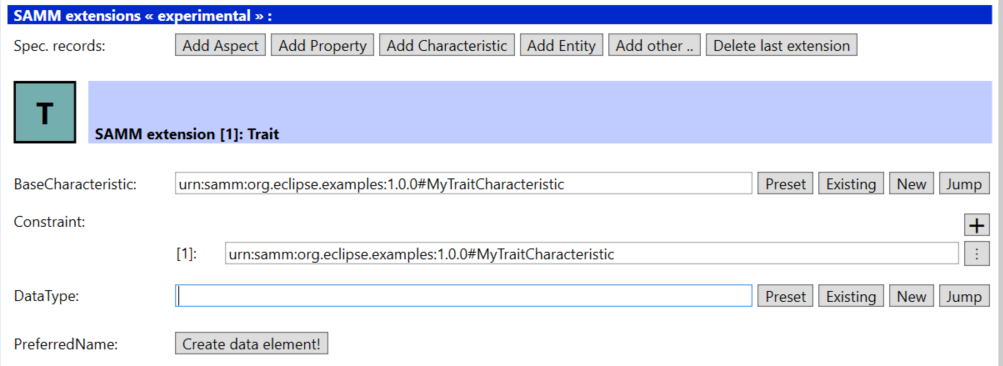 SAMM extensions « experimental » :
Spec. records: Add Aspect Add Property Add Characteristic Add Entity Add other .. Delete last extension
T
SAMM extension [1]: Trait
BaseCharacteristic: urn:samm:org.eclipse.examples:1.0.0#MyTraitCharacteristic Preset Existing New Jump
Constraint: +
[1]: urn:samm:org.eclipse.examples:1.0.0#MyTraitCharacteristic ⋮
DataType: Preset Existing New Jump
PreferredName: Create data element!